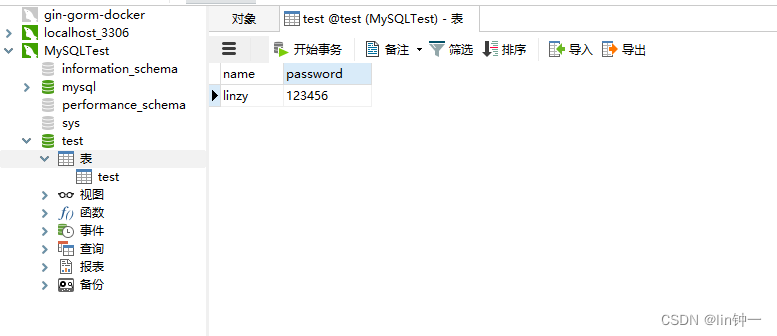 gin-gorm-docker
localhost_3306
MySQLTest
information_schema
mysql
performance_schema
sys
test
表
test
视图
函数
事件
查询
报表
备份
对象
test @test (MySQLTest) - 表
开始事务 备注 筛选 排序 导入 导出
name password
linzy 123456
CSDN @lin钟一